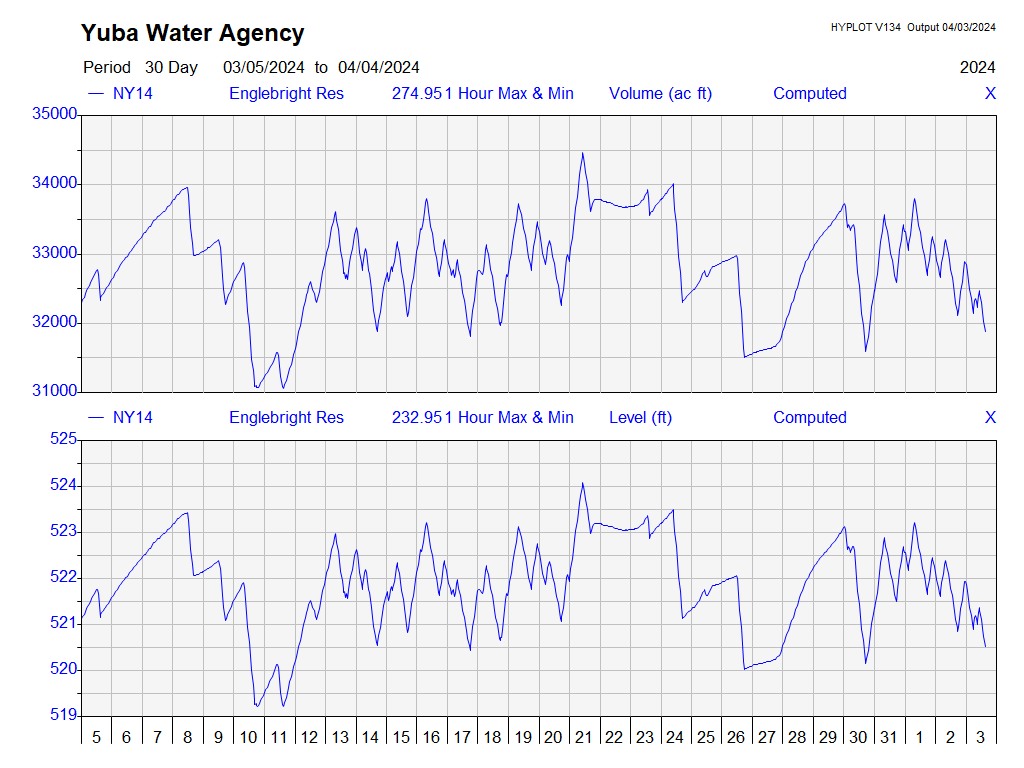 Yuba Water Agency
HYPLOT V134 Output 04/03/2024
Period 30 Day 03/05/2024 to 04/04/2024 2024
NY14 Englebright Res 274.951 Hour Max & Min Volume (ac ft) Computed X
35000
34000
33000
32000
31000
NY14 Englebright Res 232.951 Hour Max & Min Level (ft) Computed X
525
524
523
522
521
520
519
5 6 7 8 9 10 11 12 13 14 15 16 17 18 19 20 21 22 23 24 25 26 27 28 29 30 31 1 2 3